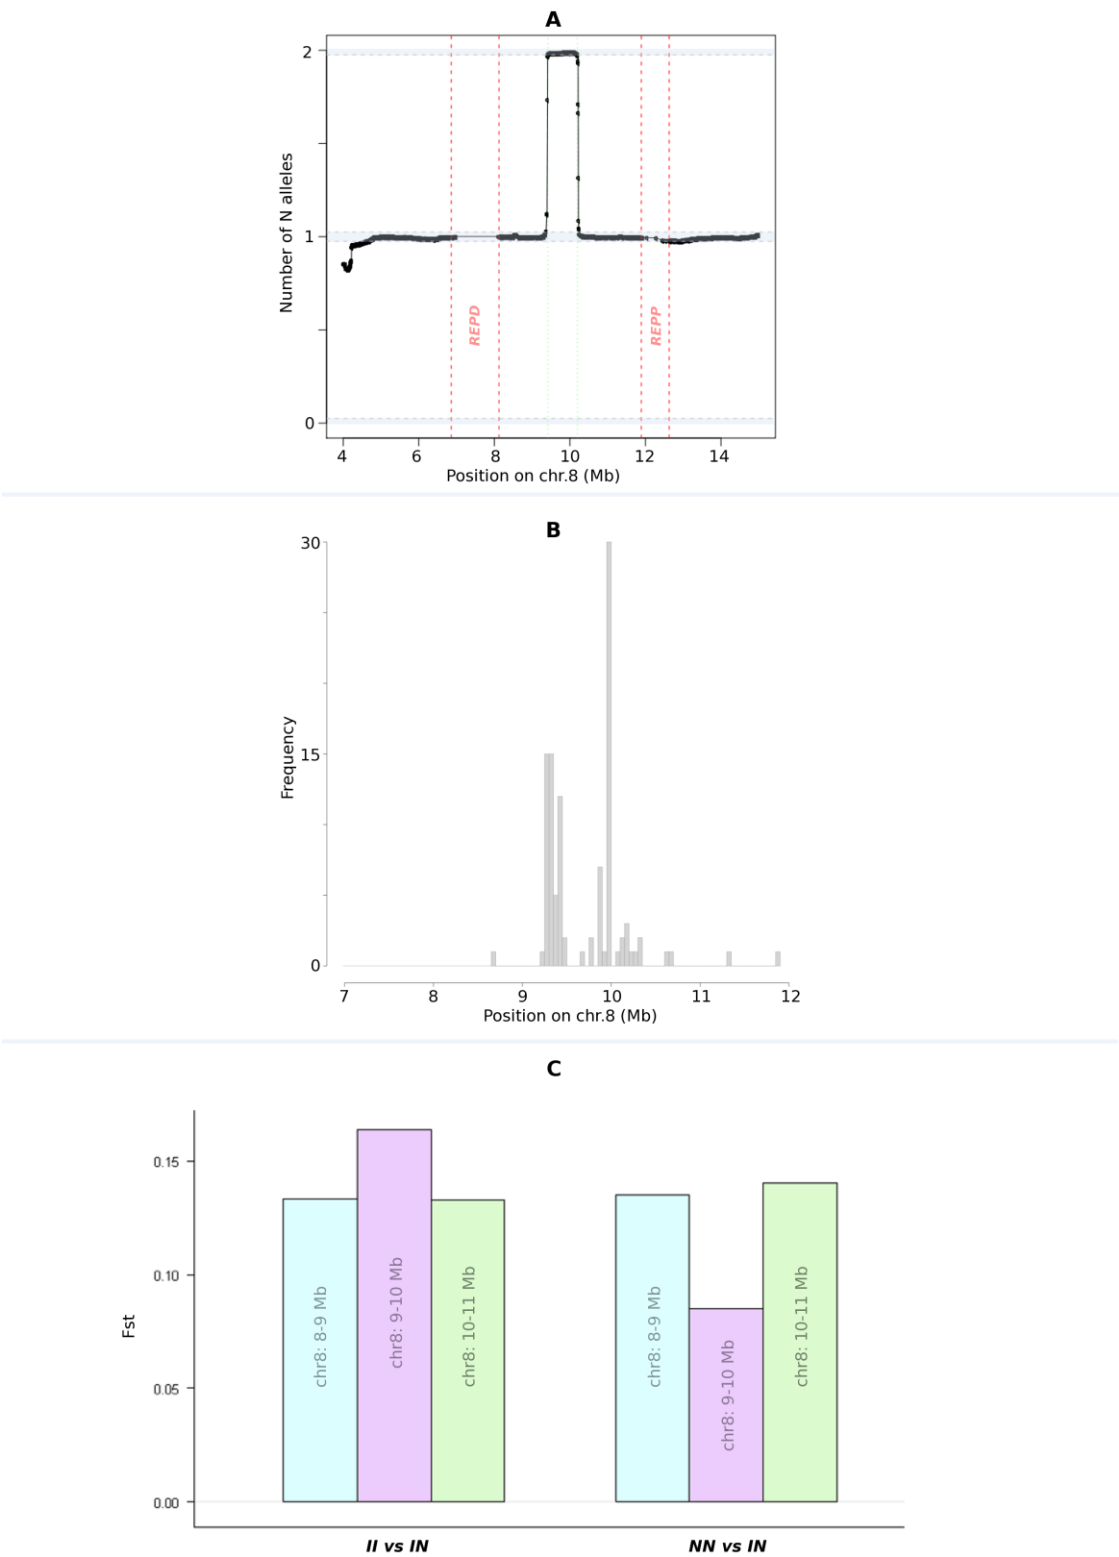 A
2
1
0
Number of N alleles
REPD
REPP
4 6 8 10 12 14
Position on chr.8 (Mb)
B
30
15
0
Frequency
7 8 9 10 11 12
Position on chr.8 (Mb)
C
0.15
0.10
0.05
0.00
Fst
chr8: 8-9 Mb
chr8: 9-10 Mb
chr8: 10-11 Mb
chr8: 8-9 Mb
chr8: 9-10 Mb
chr8: 10-11 Mb
II vs IN
NN vs IN